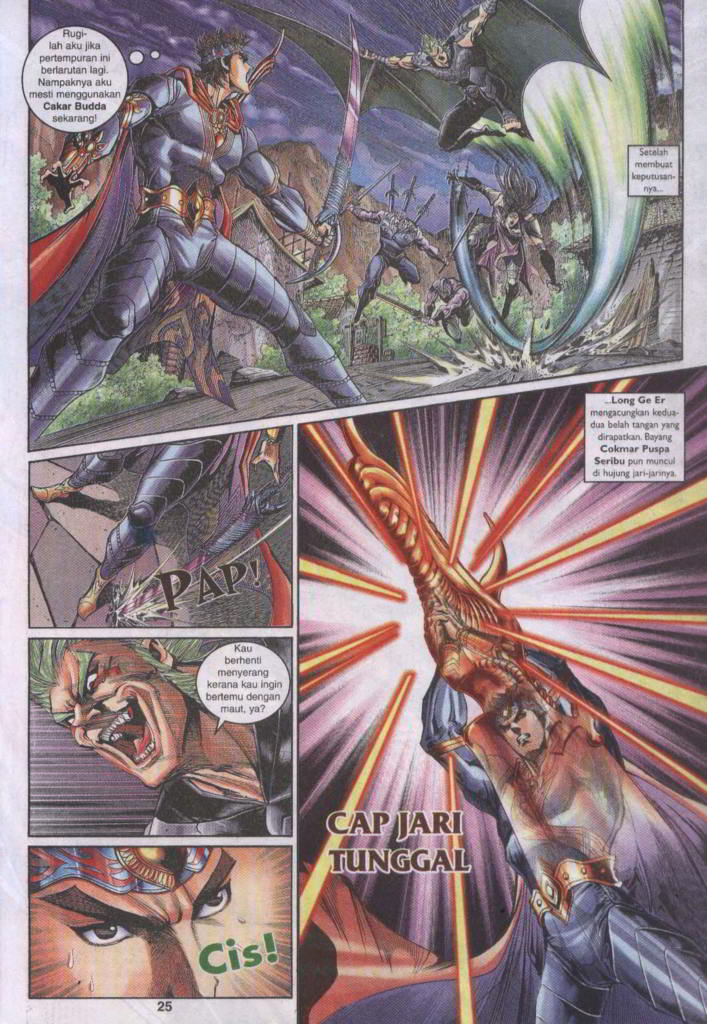 Rugi-
lah aku jika
pertempuran ini
berlarutan lagi.
Nampaknya aku
mesti menggunakan
Cakar Budda
sekarang!
Setelah
membuat
keputusan-
nya...
...Long Ge Er
mengacungkan kedua-
dua belah tangan yang
dirapatkan. Bayang
Cokmar Puspa
Seribu pun muncul
di hujung jari-jarinya.
PAP!
Kau
berhenti
menyerang
kerana kau ingin
bertemu dengan
maut, ya?
CAP JARI
TUNGGAL
Cis!
25